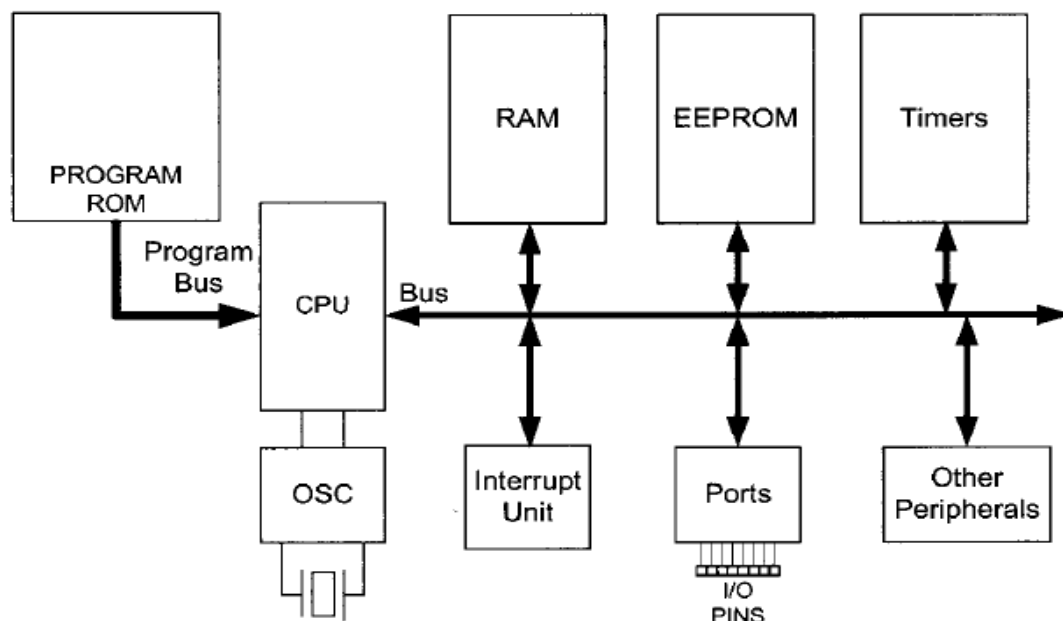 PROGRAM
ROM
Program
Bus
CPU
Bus
RAM
EEPROM
Timers
OSC
Interrupt
Unit
Ports
I/O
PINS
Other
Peripherals